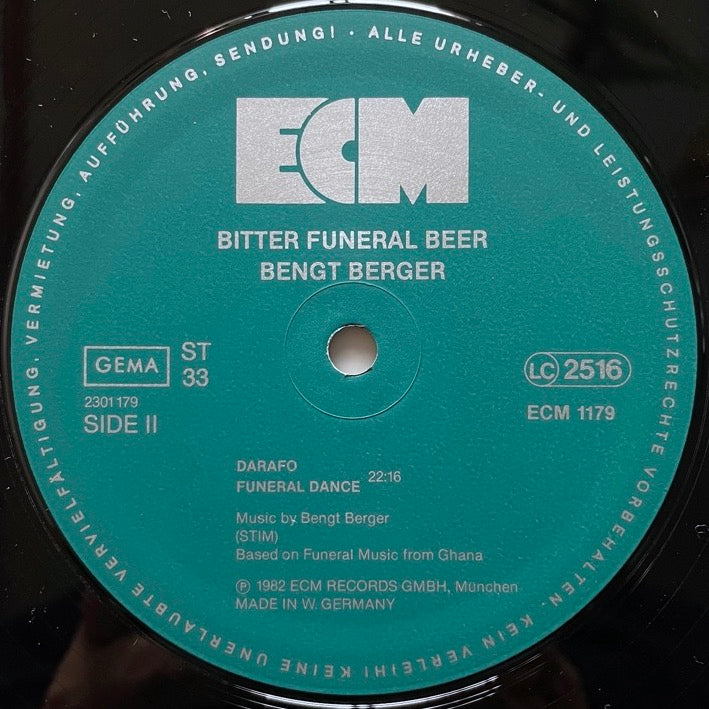 ALLE URHEBER- UND LEISTUNGSSCHUTZRECHTE VORBEHALTEN. KEIN VERLEIH! KEINE UNERLAUBTE VERVIELFÄLTIGUNG, VERMIETUNG, AUFFÜHRUNG, SENDUNG! ·
ECM
BITTER FUNERAL BEER
BENGT BERGER
GEMA
ST
33
2301179
SIDE II
LC 2516
ECM 1179
DARAFO
FUNERAL DANCE 22:16
Music by Bengt Berger
(STIM)
Based on Funeral Music from Ghana
Ⓟ 1982 ECM RECORDS GMBH, München
MADE IN W. GERMANY